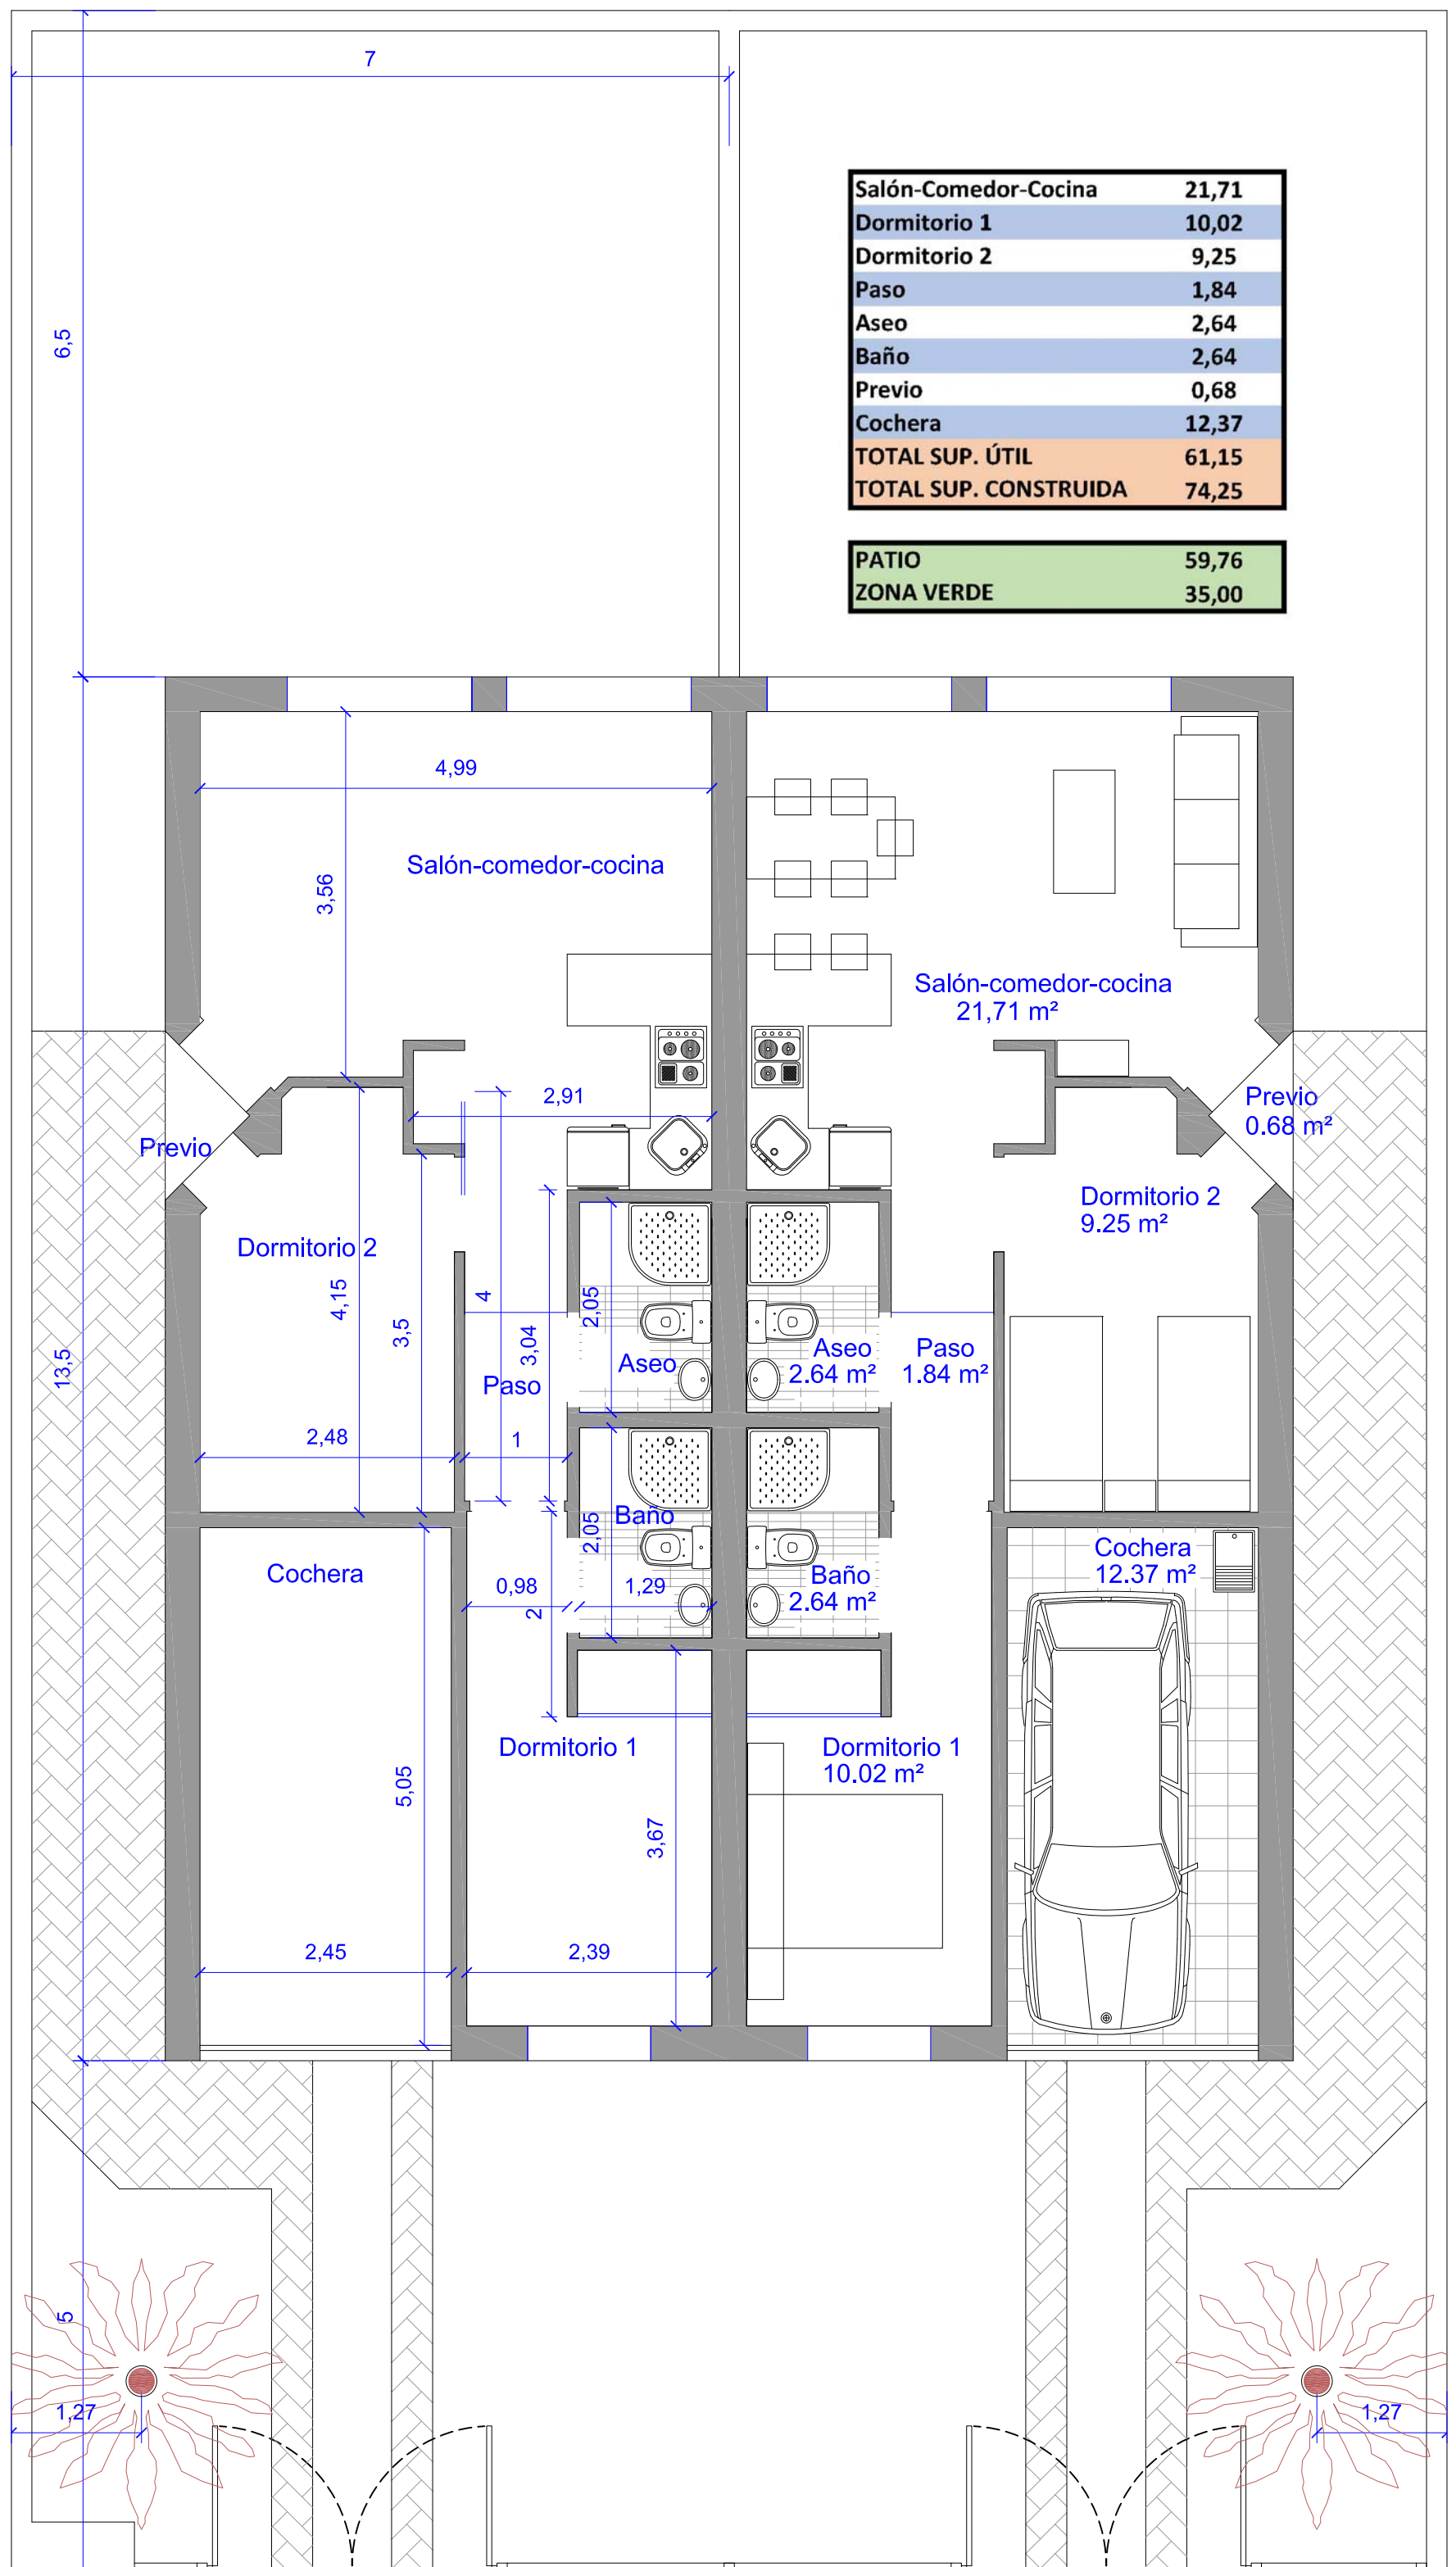 7
6,5
Salón-Comedor-Cocina 21,71
Dormitorio 1 10,02
Dormitorio 2 9,25
Paso 1,84
Aseo 2,64
Baño 2,64
Previo 0,68
Cochera 12,37
TOTAL SUP. ÚTIL 61,15
TOTAL SUP. CONSTRUIDA 74,25
PATIO 59,76
ZONA VERDE 35,00
4,99
Salón-comedor-cocina
3,56
Salón-comedor-cocina
21,71 m²
2,91
Previo
Previo
0.68 m²
Dormitorio 2
Dormitorio 2
9.25 m²
4,15
3,5
4
3,04
2,05
13,5
Paso
Aseo
Aseo
2.64 m²
Paso
1.84 m²
2,48
1
Baño
2,05
Cochera
0,98
2
1,29
Baño
2.64 m²
Cochera
12.37 m²
Dormitorio 1
Dormitorio 1
10.02 m²
5,05
3,67
2,45
2,39
5
1,27
1,27